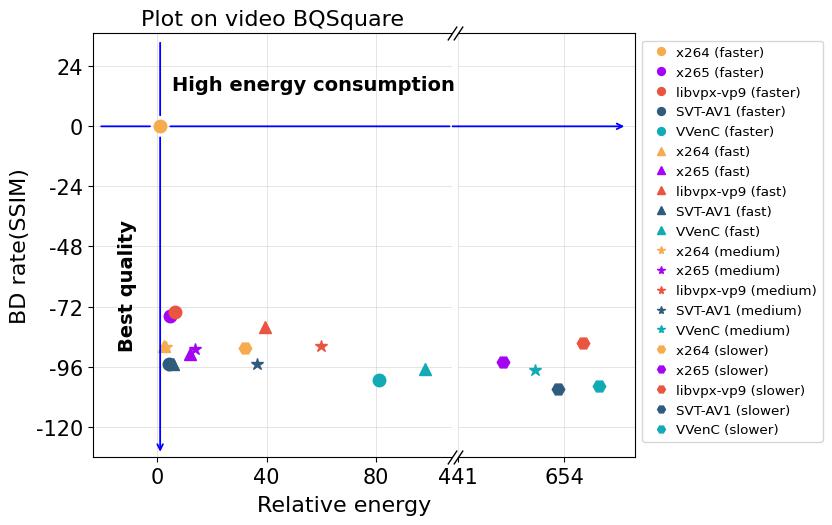 Plot on video BQSquare
High energy consumption
Best quality
BD rate(SSIM)
24
0
-24
-48
-72
-96
-120
0
40
80
441
654
Relative energy
x264 (faster)
x265 (faster)
libvpx-vp9 (faster)
SVT-AV1 (faster)
VVenC (faster)
x264 (fast)
x265 (fast)
libvpx-vp9 (fast)
SVT-AV1 (fast)
VVenC (fast)
x264 (medium)
x265 (medium)
libvpx-vp9 (medium)
SVT-AV1 (medium)
VVenC (medium)
x264 (slower)
x265 (slower)
libvpx-vp9 (slower)
SVT-AV1 (slower)
VVenC (slower)